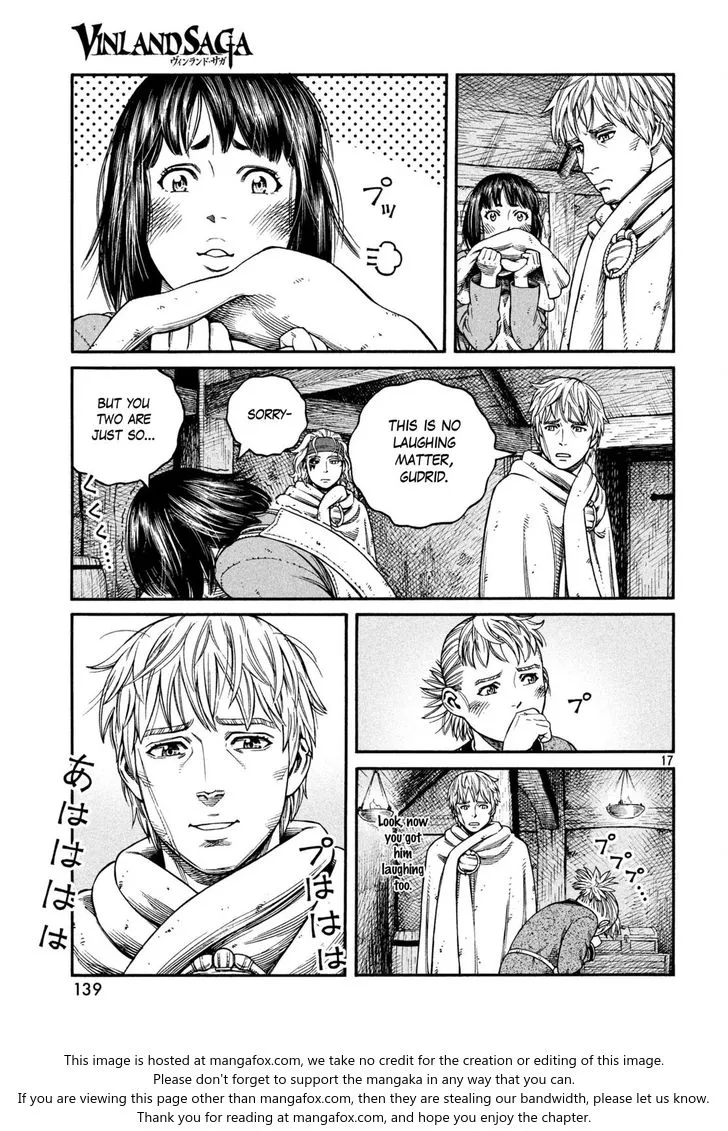 VINLAND SAGA
ヴィンランド・サガ
プッ
BUT YOU
TWO ARE
JUST SO...
SORRY-
THIS IS NO
LAUGHING
MATTER,
GUDRID.
くくく…
プ
17
あはははは
プははは
Look, now
you got
him
laughing
too.
ププププ…
139
This image is hosted at mangafox.com, we take no credit for the creation or editing of this image.
Please don't forget to support the mangaka in any way that you can.
If you are viewing this page other than mangafox.com, then they are stealing our bandwidth, please let us know.
Thank you for reading at mangafox.com, and hope you enjoy the chapter.